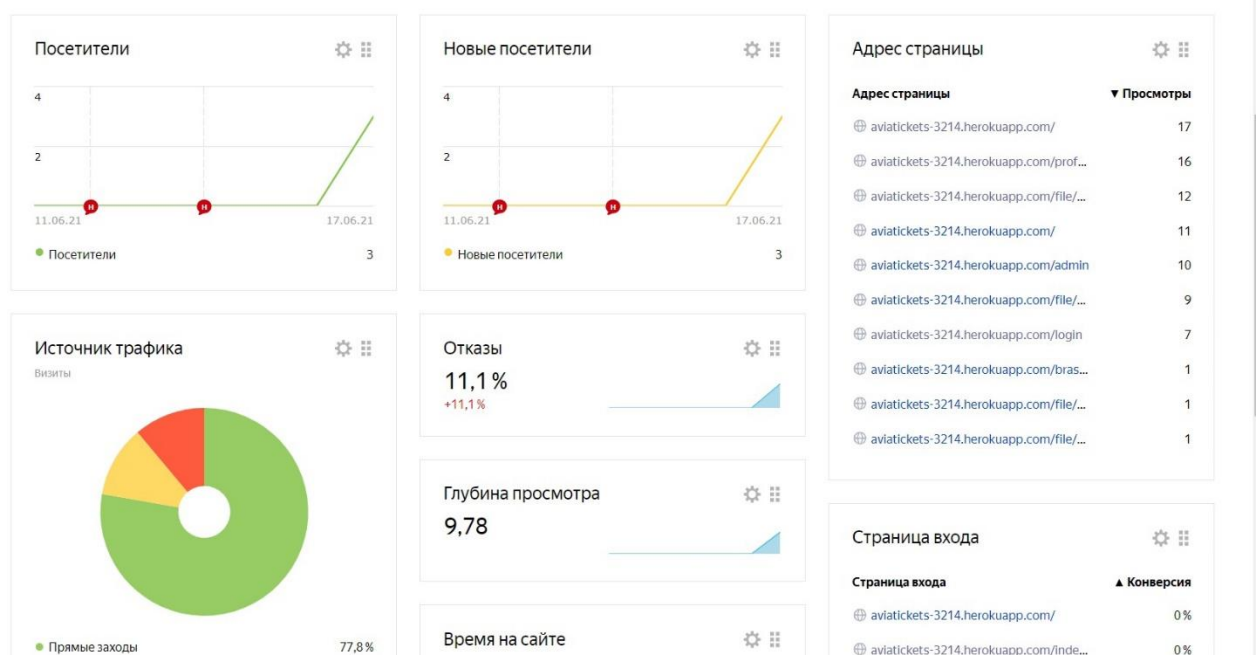 Посетители
4
2
Н
Н
11.06.21
17.06.21
Посетители 3
Новые посетители
4
2
Н
Н
11.06.21
17.06.21
Новые посетители 3
Источник трафика
Визиты
Прямые заходы 77,8 %
Отказы
11,1 %
+11,1 %
Глубина просмотра
9,78
Время на сайте
Адрес страницы
Адрес страницы ▼ Просмотры
aviatickets-3214.herokuapp.com/ 17
aviatickets-3214.herokuapp.com/prof... 16
aviatickets-3214.herokuapp.com/file/... 12
aviatickets-3214.herokuapp.com/ 11
aviatickets-3214.herokuapp.com/admin 10
aviatickets-3214.herokuapp.com/file/... 9
aviatickets-3214.herokuapp.com/login 7
aviatickets-3214.herokuapp.com/bras... 1
aviatickets-3214.herokuapp.com/file/... 1
aviatickets-3214.herokuapp.com/file/... 1
Страница входа
Страница входа ▲ Конверсия
aviatickets-3214.herokuapp.com/ 0 %
aviatickets-3214.herokuapp.com/inde... 0 %